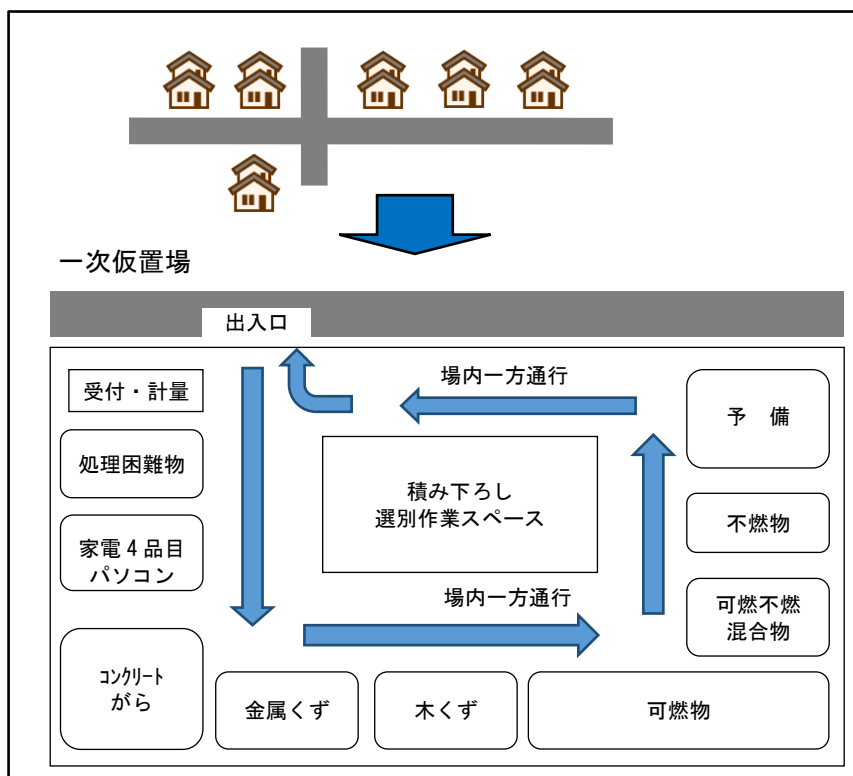 一次仮置場
出入口
受付・計量
場内一方通行
予　備
処理困難物
積み下ろし
選別作業スペース
不燃物
家電４品目
パソコン
場内一方通行
可燃不燃
混合物
ｺﾝｸﾘｰﾄ
がら
金属くず
木くず
可燃物